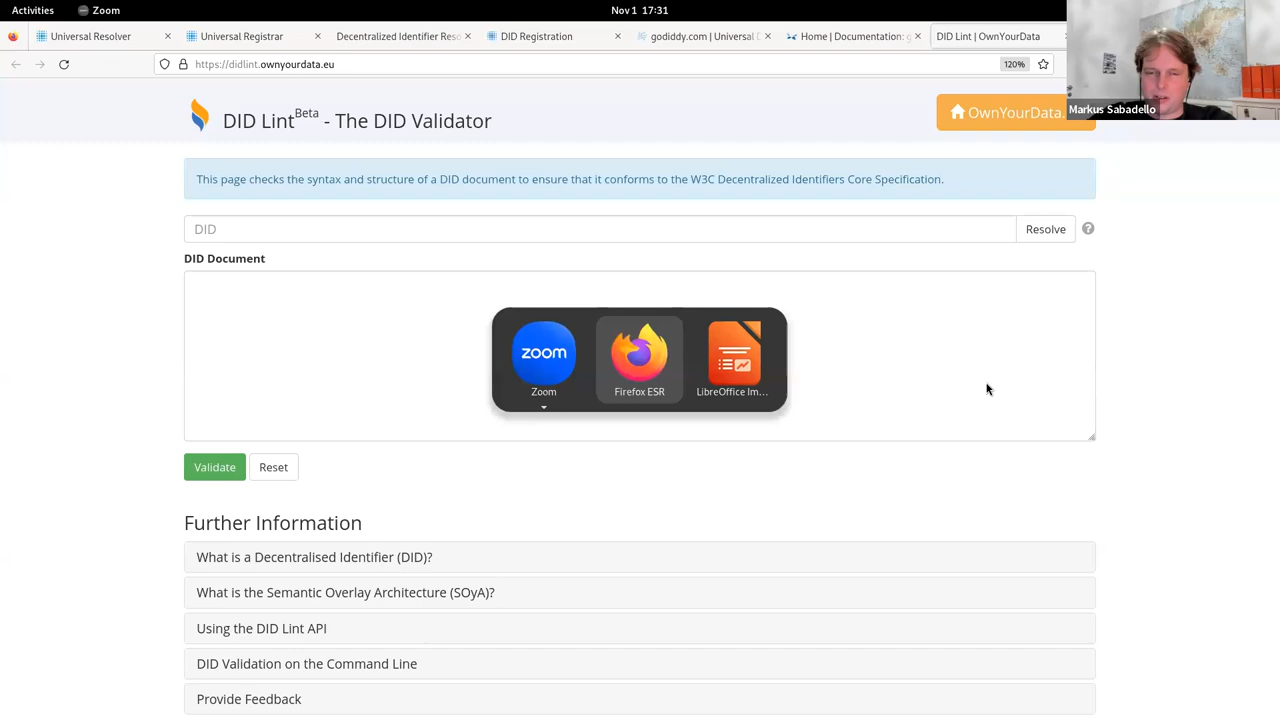 Activities
Zoom
Nov 1 17:31
Universal Resolver
Universal Registrar
Decentralized Identifier Res
DID Registration
godiddy.com | Universal D
Home | Documentation: g
DID Lint | OwnYourData
https://didlint.ownyourdata.eu
120%
Markus Sabadello
DID Lint Beta - The DID Validator
OwnYourData.
This page checks the syntax and structure of a DID document to ensure that it conforms to the W3C Decentralized Identifiers Core Specification.
DID
Resolve
?
DID Document
zoom
Zoom
Firefox ESR
LibreOffice Im...
Validate
Reset
Further Information
What is a Decentralised Identifier (DID)?
What is the Semantic Overlay Architecture (SOyA)?
Using the DID Lint API
DID Validation on the Command Line
Provide Feedback